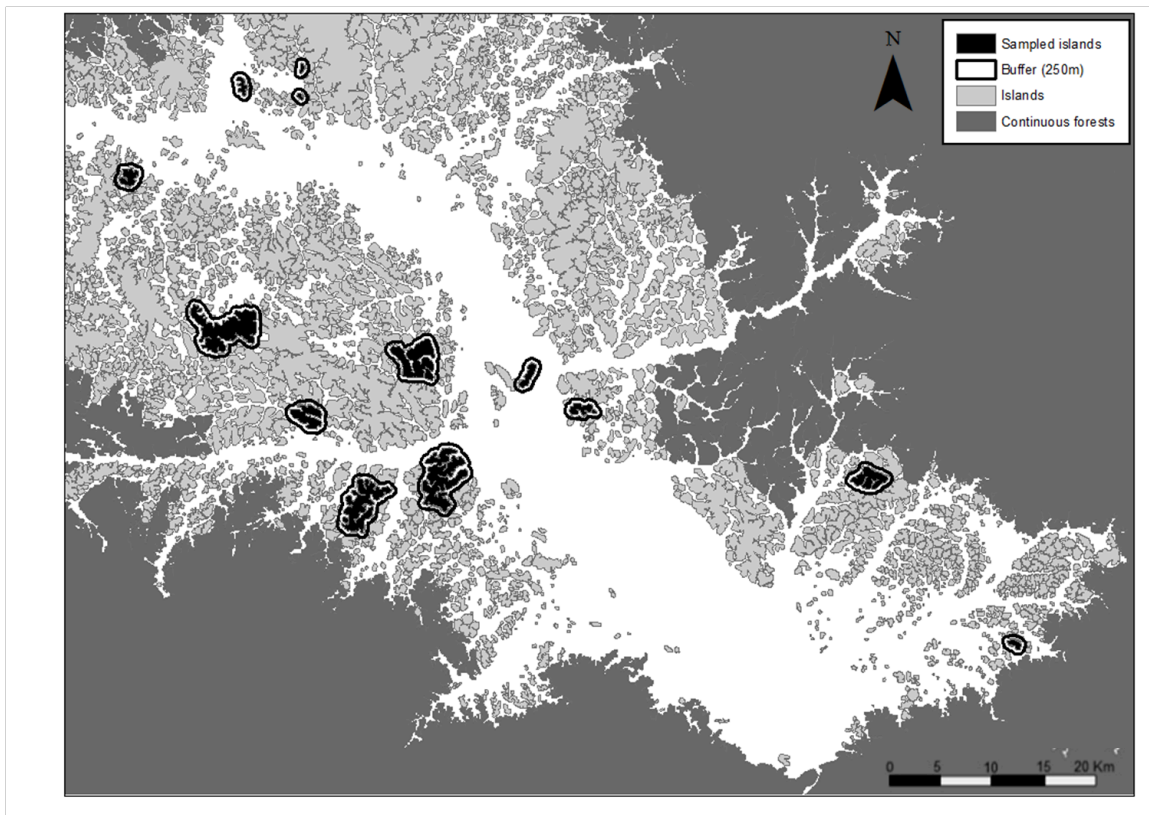 N
Sampled islands
Buffer (250m)
Islands
Continuous forests
0 5 10 15 20 Km